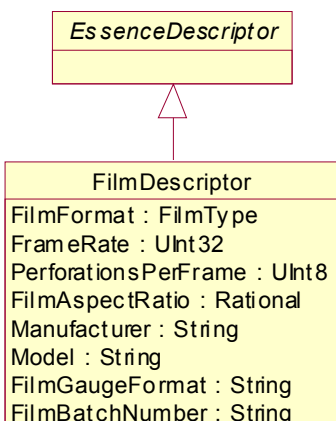 EssenceDescriptor
FilmDescriptor
FilmFormat : FilmType
FrameRate : UInt32
PerforationsPerFrame : UInt8
FilmAspectRatio : Rational
Manufacturer : String
Model : String
FilmGaugeFormat : String
FilmBatchNumber : String